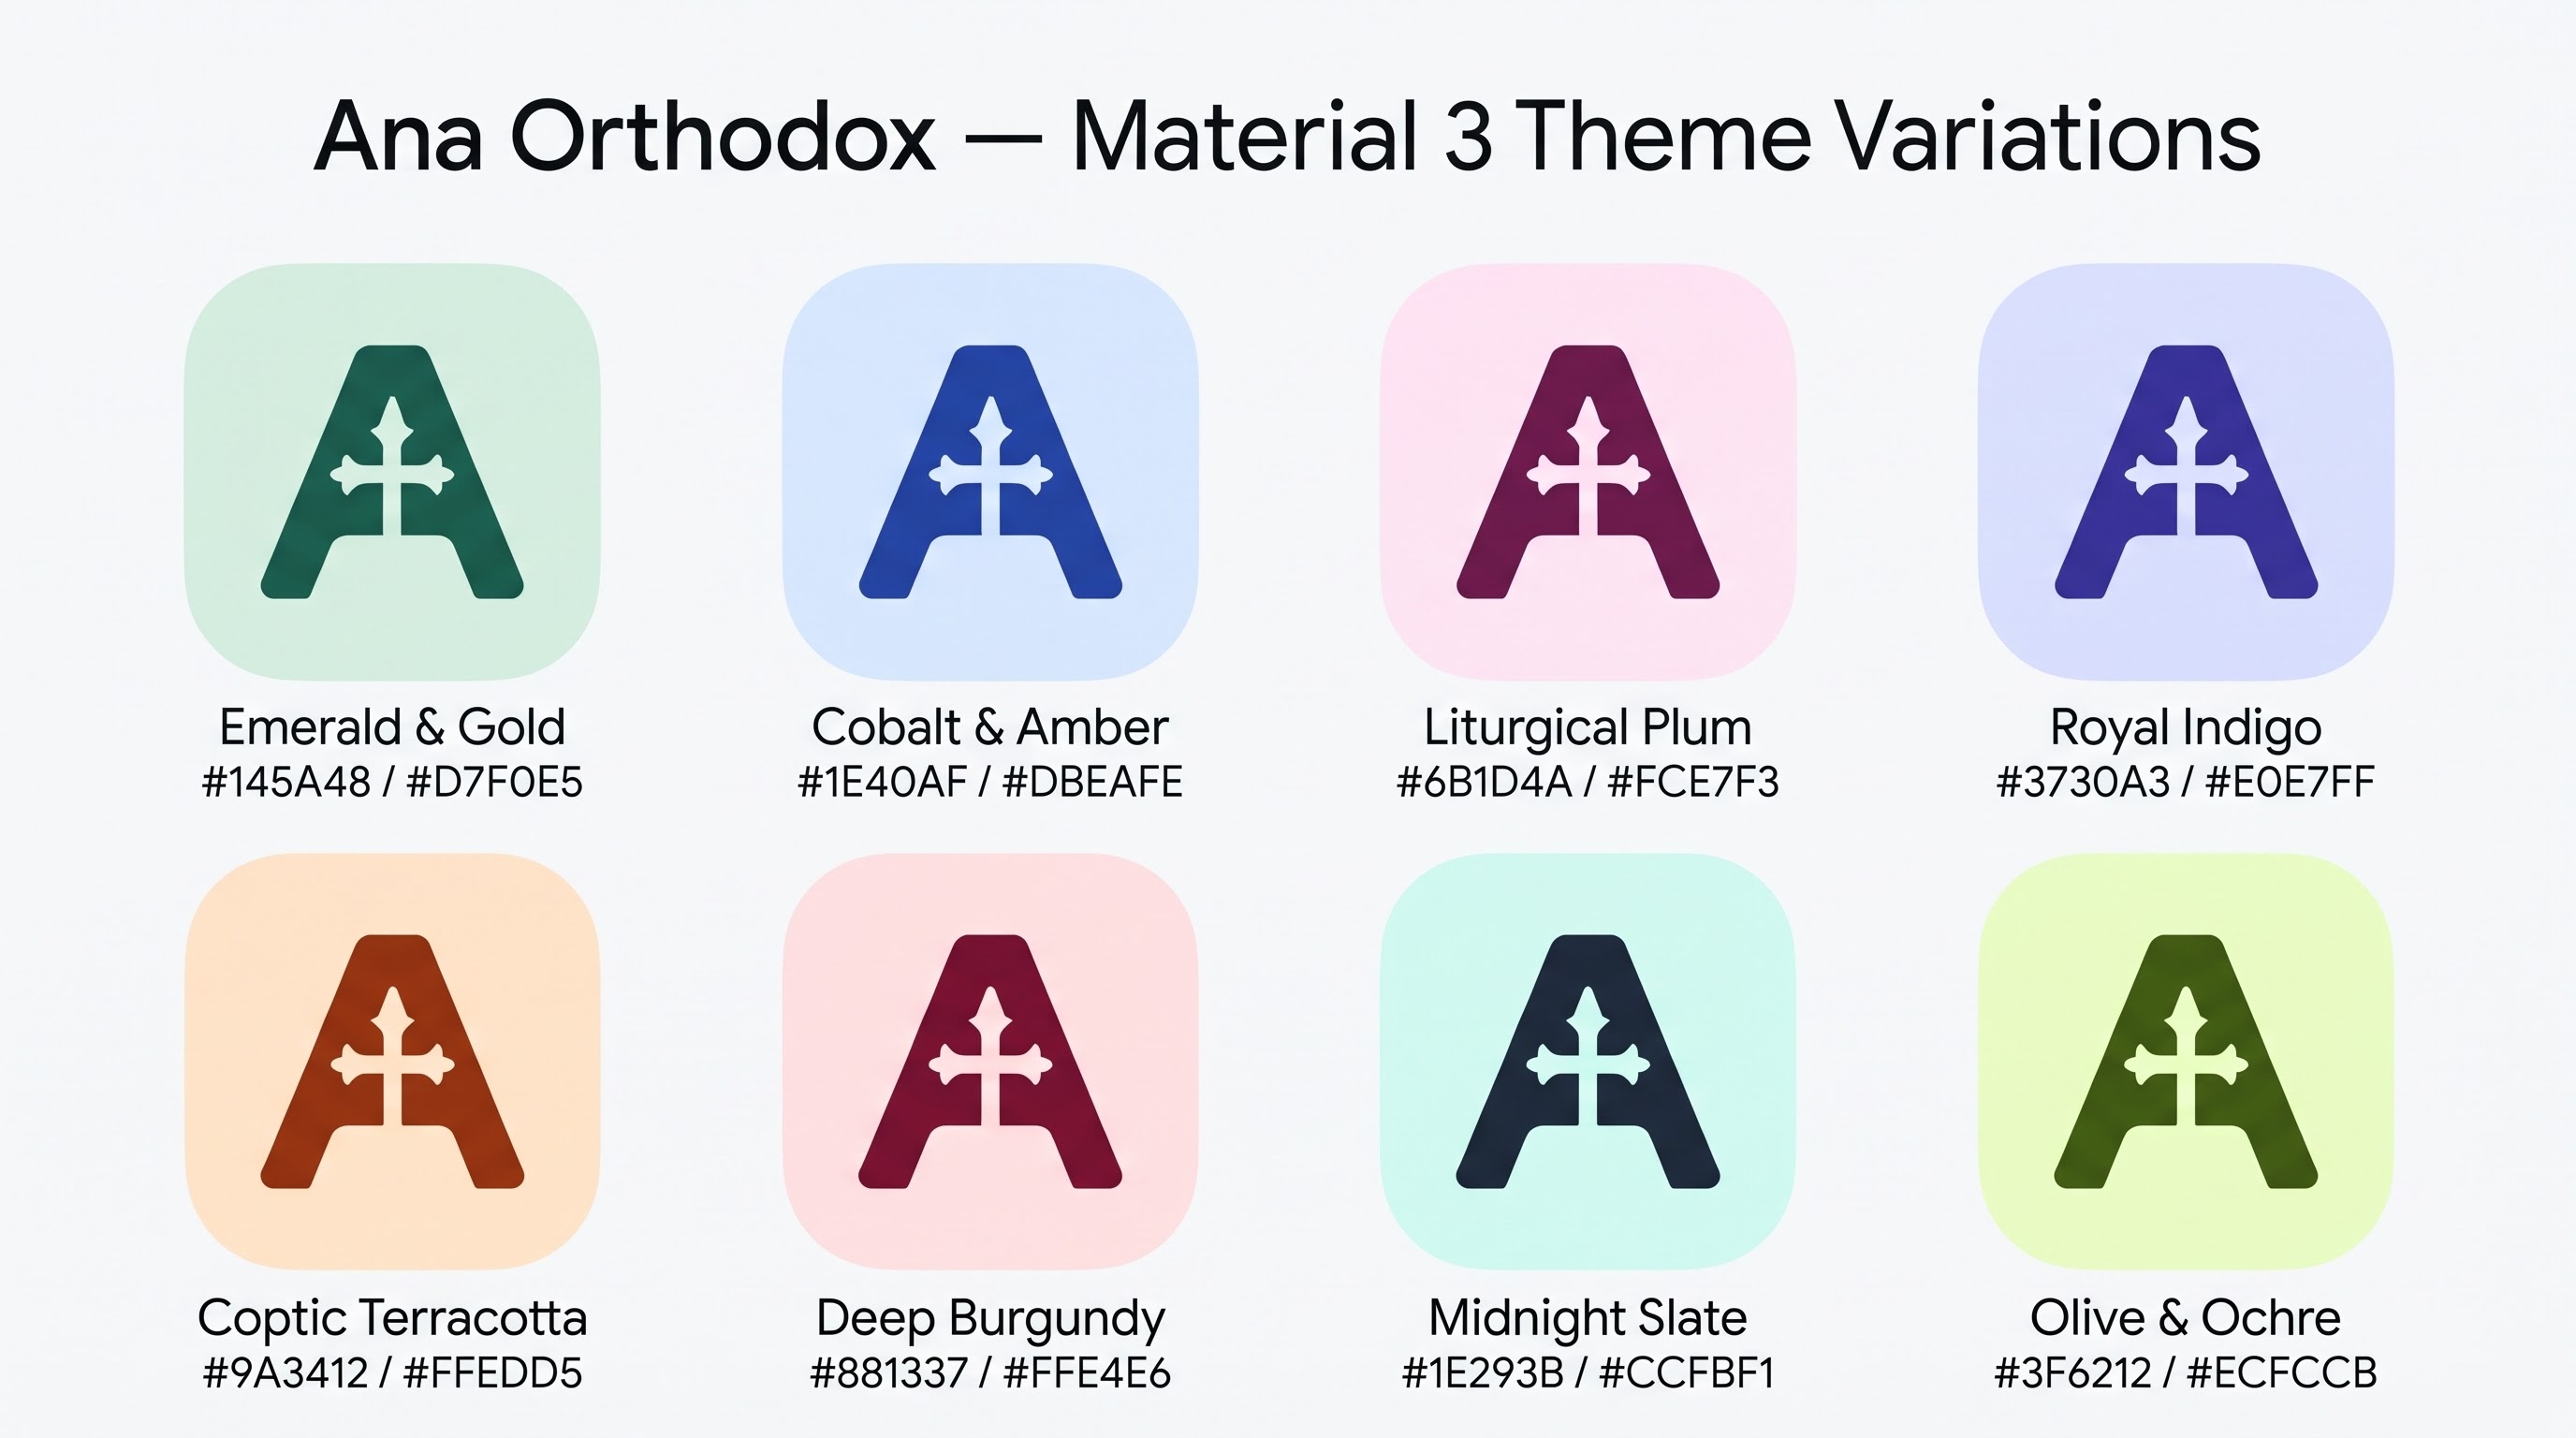 Ana Orthodox — Material 3 Theme Variations
Emerald & Gold
#145A48 / #D7F0E5
Cobalt & Amber
#1E40AF / #DBEAFE
Liturgical Plum
#6B1D4A / #FCE7F3
Royal Indigo
#3730A3 / #E0E7FF
Coptic Terracotta
#9A3412 / #FFEDD5
Deep Burgundy
#881337 / #FFE4E6
Midnight Slate
#1E293B / #CCFBF1
Olive & Ochre
#3F6212 / #ECFCCB